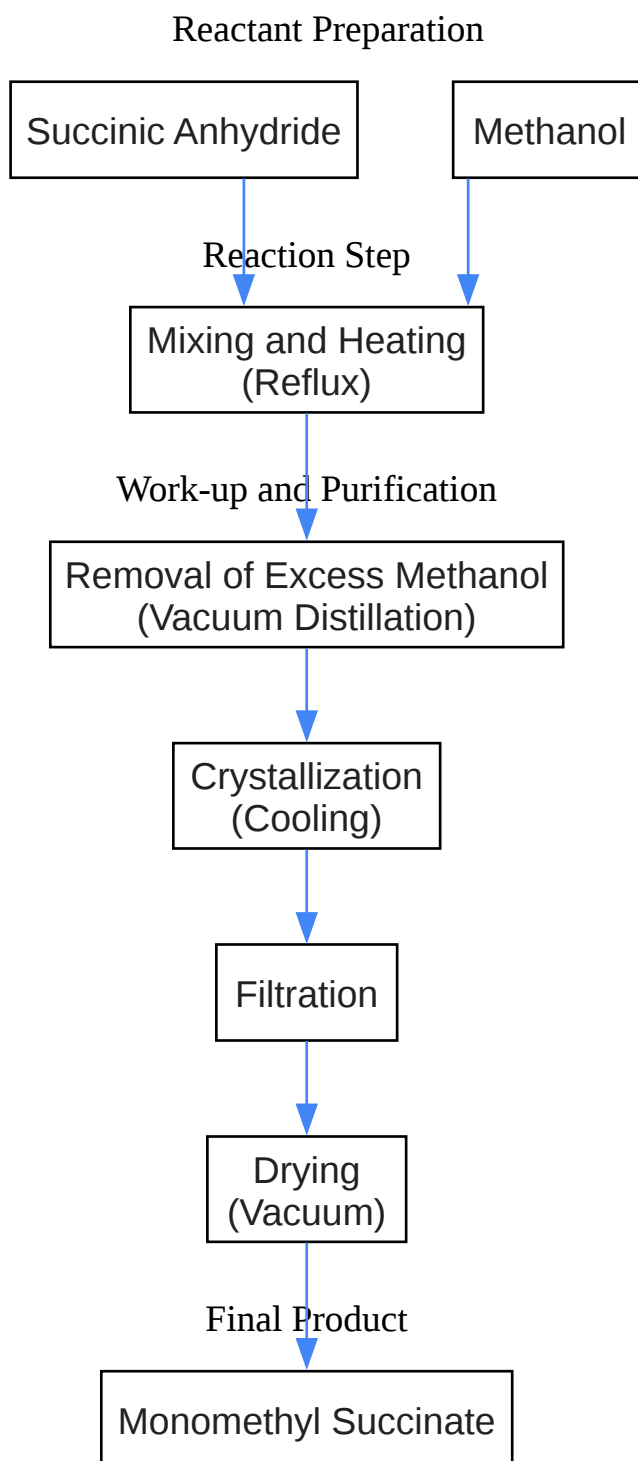 Reactant Preparation
Succinic Anhydride
Methanol
Reaction Step
Mixing and Heating
(Reflux)
Work-up and Purification
Removal of Excess Methanol
(Vacuum Distillation)
Crystallization
(Cooling)
Filtration
Drying
(Vacuum)
Final Product
Monomethyl Succinate